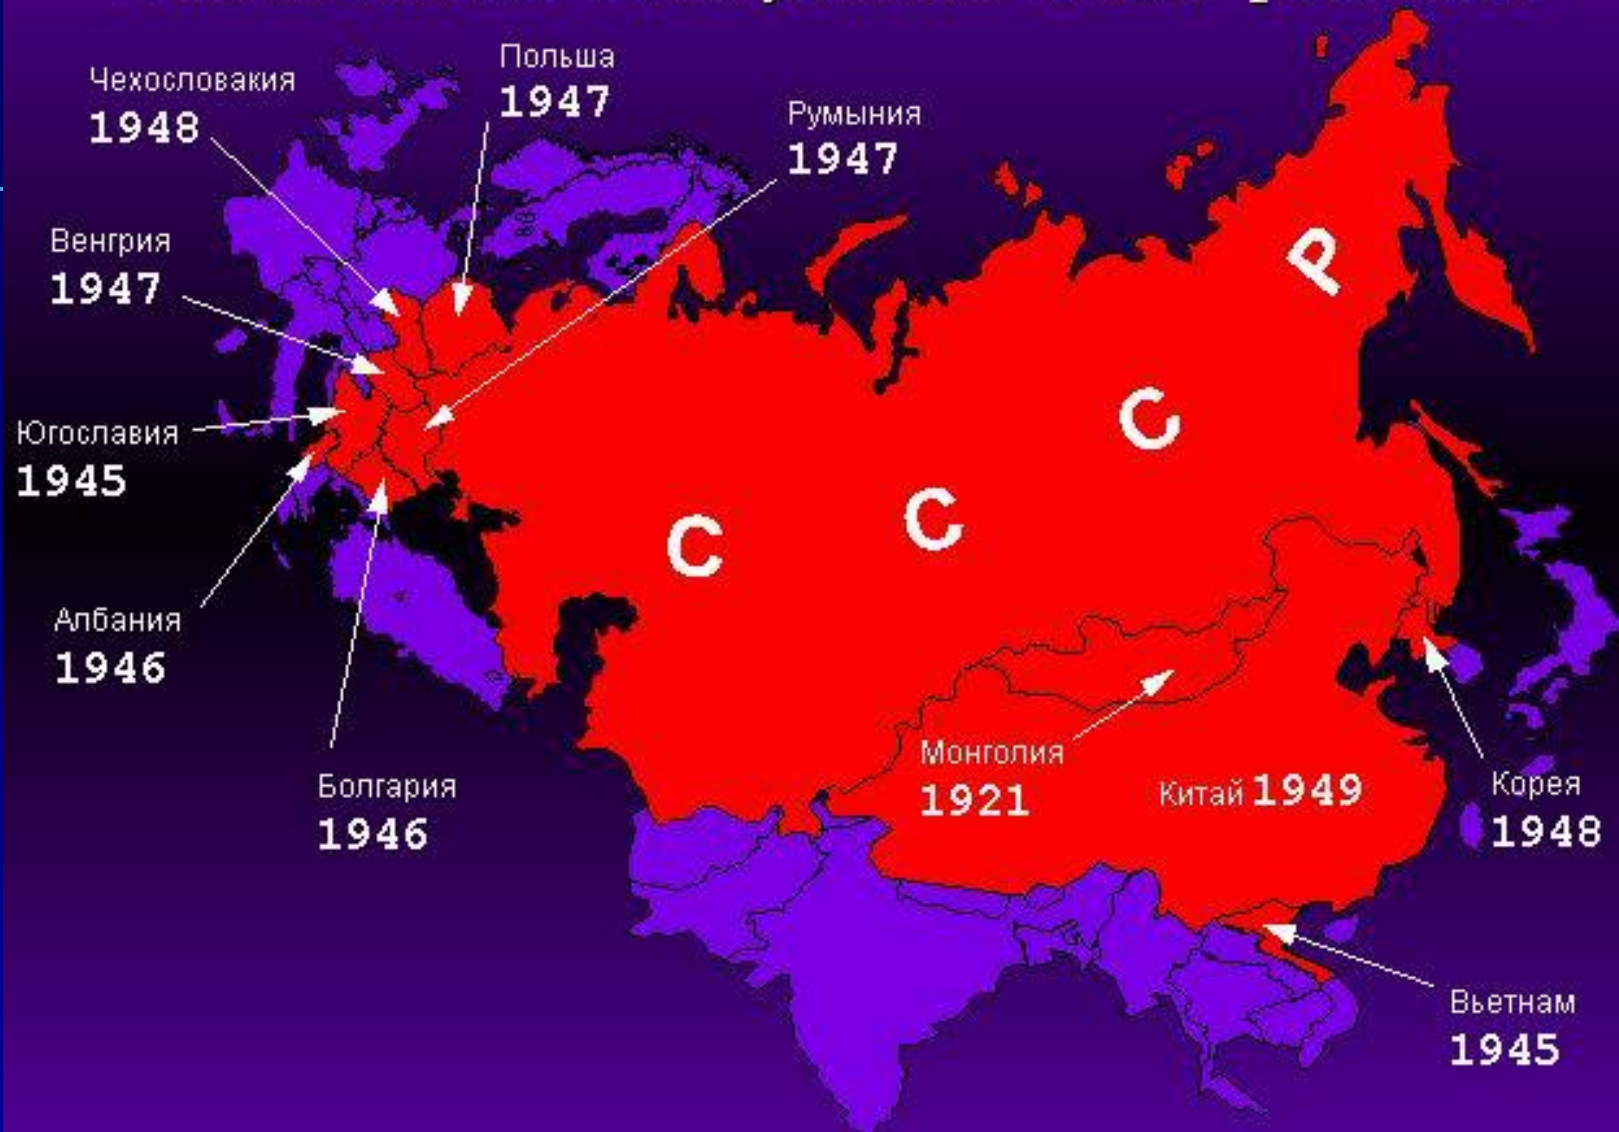 Чехословакия
1948
Польша
1947
Румыния
1947
Венгрия
1947
Югославия
1945
Албания
1946
Болгария
1946
С С С Р
Монголия
1921
Китай 1949
Корея
1948
Вьетнам
1945